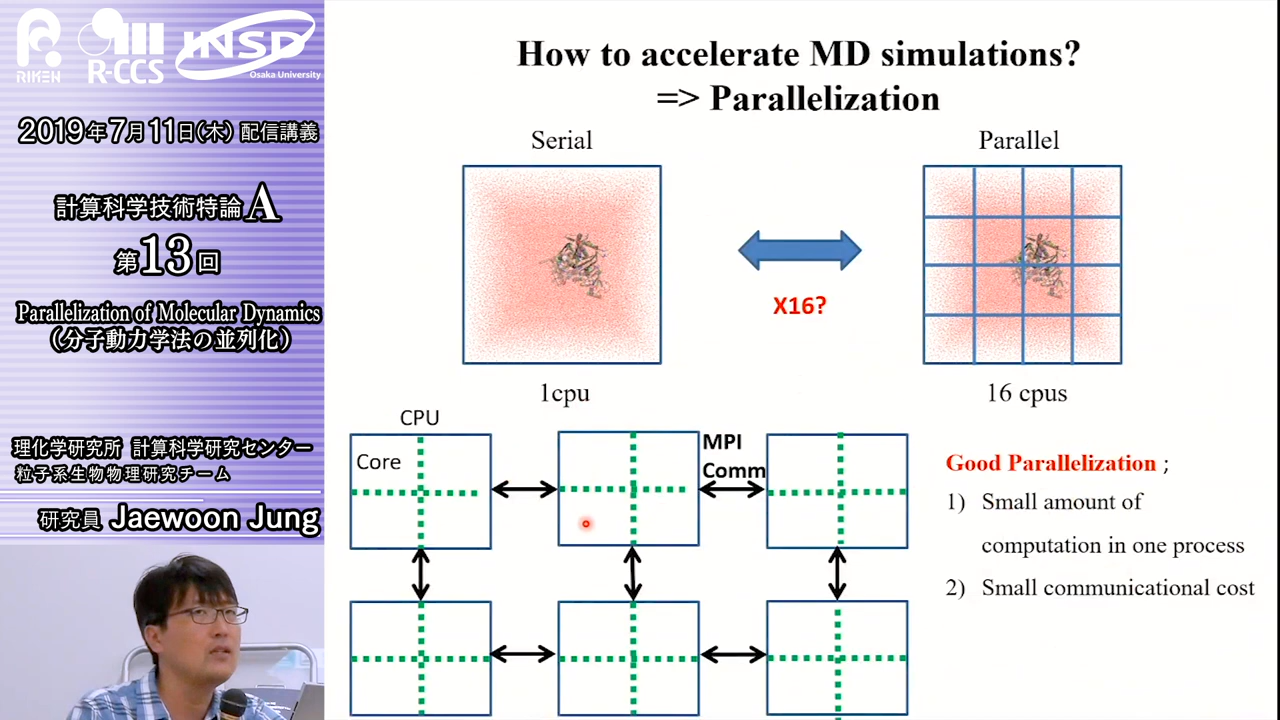 RIKEN
R-CCS
INSD
Osaka University
2019年7月11日(木) 配信講義
計算科学技術特論A
第13回
Parallelization of Molecular Dynamics
(分子動力学法の並列化)
理化学研究所 計算科学研究センター
粒子系生物物理研究チーム
研究員 Jaewoon Jung
How to accelerate MD simulations?
=> Parallelization
Serial
Parallel
X16?
1cpu
16 cpus
CPU
Core
MPI
Comm
Good Parallelization ;
1) Small amount of
computation in one process
2) Small communicational cost